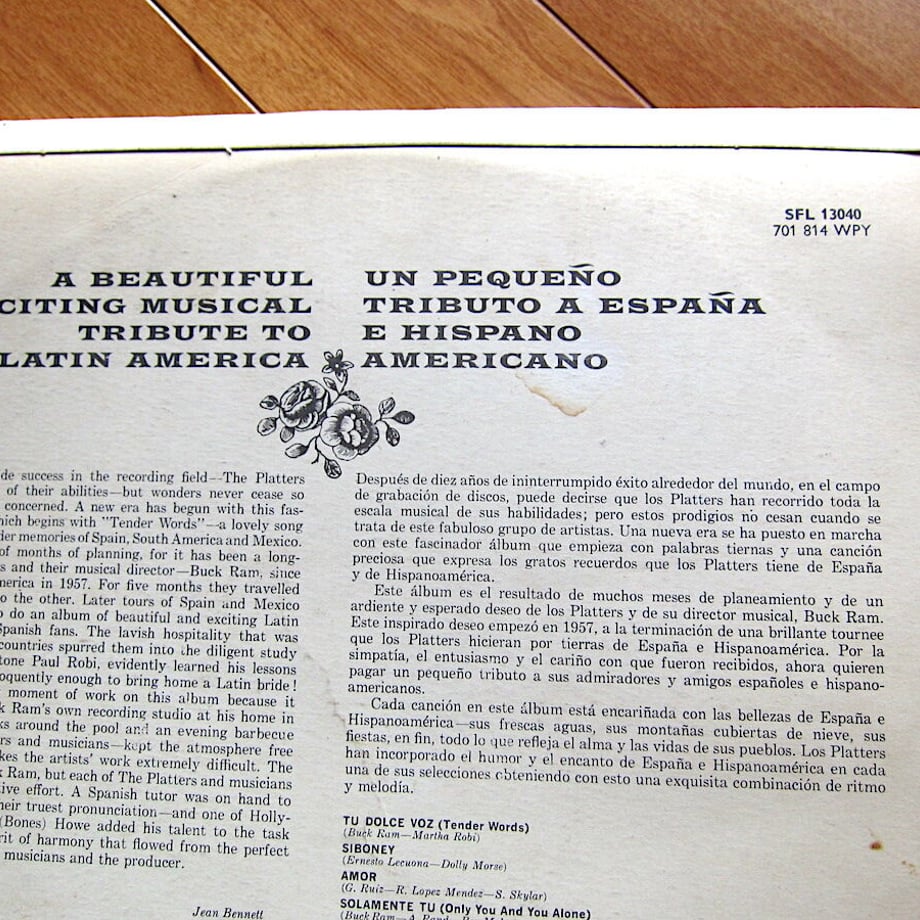 SFL 13040
701 814 WPY
A BEAUTIFUL
CITING MUSICAL
TRIBUTE TO
LATIN AMERICA
UN PEQUEÑO
TRIBUTO A ESPAÑA
E HISPANO
AMERICANO
de success in the recording field—The Platters
of their abilities—but wonders never cease so
concerned. A new era has begun with this fas-
hich begins with "Tender Words"—a lovely song
der memories of Spain, South America and Mexico.
of months of planning, for it has been a long-
s and their musical director—Buck Ram, since
merica in 1957. For five months they travelled
o the other. Later tours of Spain and Mexico
o do an album of beautiful and exciting Latin
Spanish fans. The lavish hospitality that was
countries spurred them into the diligent study
tone Paul Robi, evidently learned his lessons
oquently enough to bring home a Latin bride!
moment of work on this album because it
k Ram's own recording studio at his home in
ks around the pool and an evening barbecue
rs and musicians—kept the atmosphere free
kes the artists' work extremely difficult. The
k Ram, but each of The Platters and musicians
ive effort. A Spanish tutor was on hand to
heir truest pronunciation—and one of Holly-
(Bones) Howe added his talent to the task
rit of harmony that flowed from the perfect
musicians and the producer.
Jean Bennett
Después de diez años de ininterrumpido éxito alrededor del mundo, en el campo
de grabación de discos, puede decirse que los Platters han recorrido toda la
escala musical de sus habilidades; pero estos prodigios no cesan cuando se
trata de este fabuloso grupo de artistas. Una nueva era se ha puesto en marcha
con este fascinador álbum que empieza con palabras tiernas y una canción
preciosa que expresa los gratos recuerdos que los Platters tiene de España
y de Hispanoamérica.
Este álbum es el resultado de muchos meses de planeamiento y de un
ardiente y esperado deseo de los Platters y de su director musical, Buck Ram.
Este inspirado deseo empezó en 1957, a la terminación de una brillante tournee
que los Platters hicieran por tierras de España e Hispanoamérica. Por la
simpatía, el entusiasmo y el cariño con que fueron recibidos, ahora quieren
pagar un pequeño tributo a sus admiradores y amigos españoles e hispano-
americanos.
Cada canción en este álbum está encariñada con las bellezas de España e
Hispanoamérica—sus frescas aguas, sus montañas cubiertas de nieve, sus
fiestas, en fin, todo lo que refleja el alma y las vidas de sus pueblos. Los Platters
han incorporado el humor y el encanto de España e Hispanoamérica en cada
una de sus selecciones obteniendo con esto una exquisita combinación de ritmo
y melodía.
TU DOLCE VOZ (Tender Words)
(Buck Ram—Martha Robi)
SIBONEY
(Ernesto Lecuona—Dolly Morse)
AMOR
(G. Ruiz—R. Lopez Mendez—S. Skylar)
SOLAMENTE TU (Only You And You Alone)
(Buck Ram—A. Rand